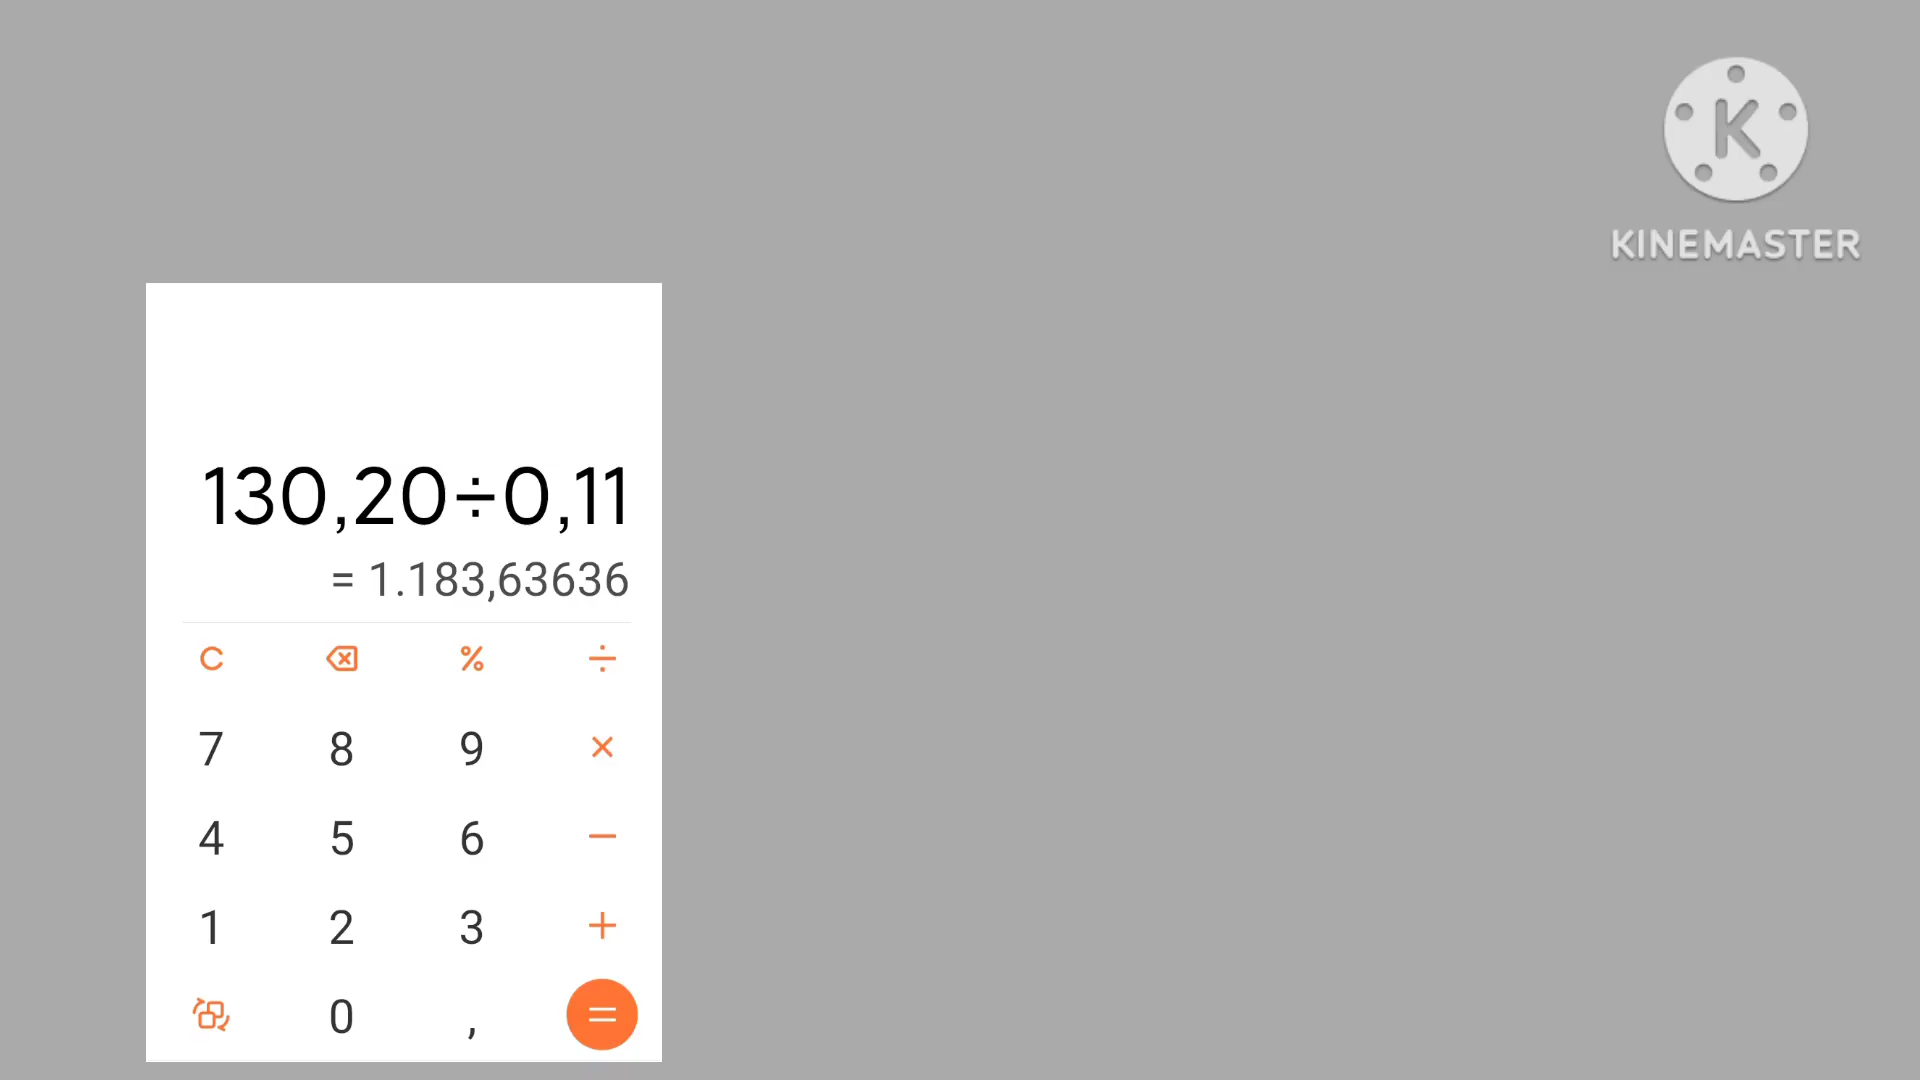 K
KINEMASTER
130,20÷0,11
= 1.183,63636
C % ÷
7 8 9 ×
4 5 6 −
1 2 3 +
0 , =